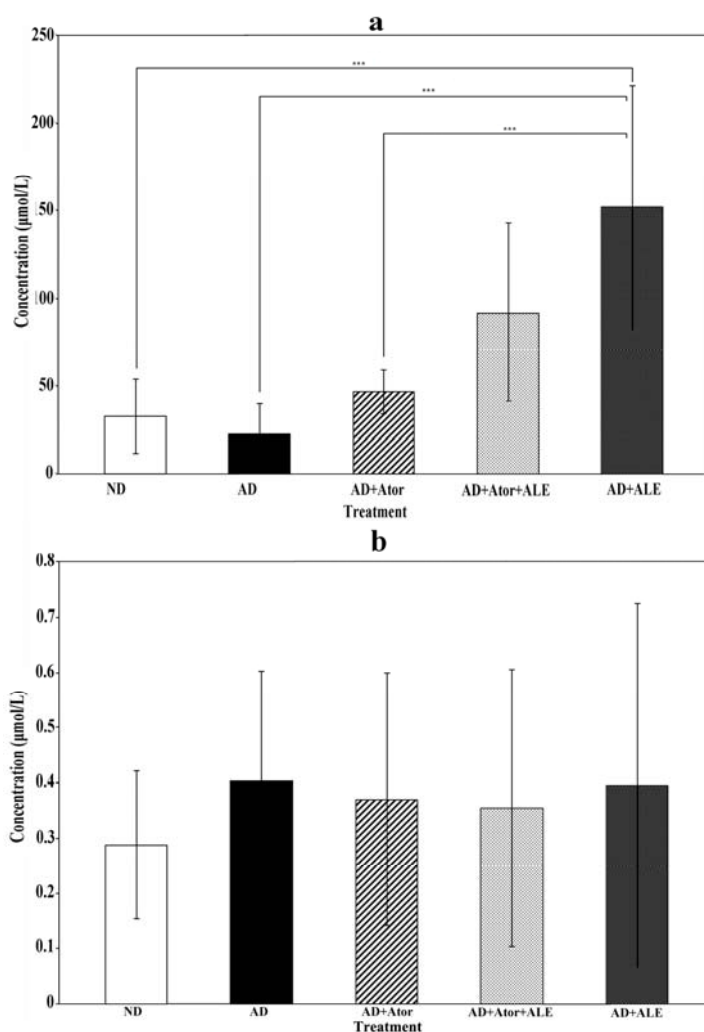 a
250
***
***
200
***
150
Concentration (µmol/L)
100
50
0
ND AD AD+Ator AD+Ator+ALE AD+ALE
Treatment
b
0.8
0.7
0.6
0.5
Concentration (µmol/L)
0.4
0.3
0.2
0.1
0
ND AD AD+Ator AD+Ator+ALE AD+ALE
Treatment